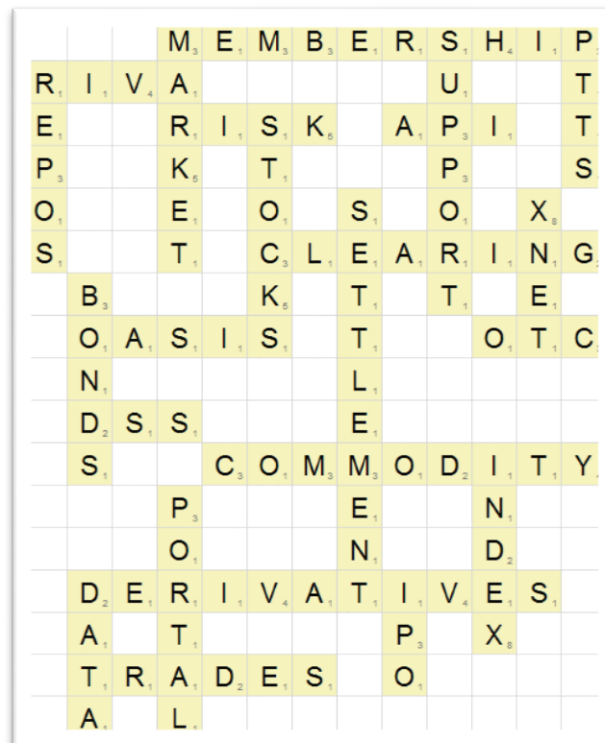 MEMBERSHIP
MARKET
SUPPORT
PTTS
RIVA
REPOS
RISK
STOCKS
API
SETTLEMENT
XNET
CLEARING
BONDS
OASIS
OTC
DSS
COMMODITY
INDEX
PORTAL
DERIVATIVES
DATA
IPO
TRADES